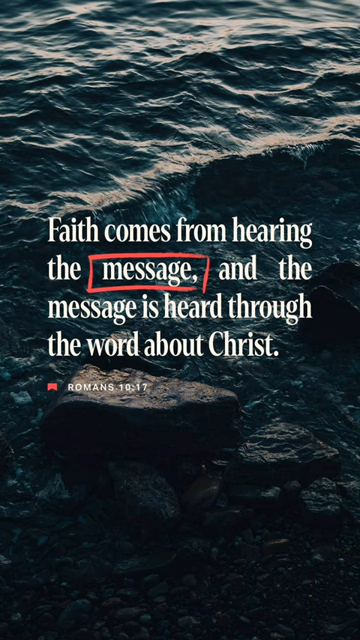 Faith comes from hearing
the message, and the
message is heard through
the word about Christ.
ROMANS 10:17